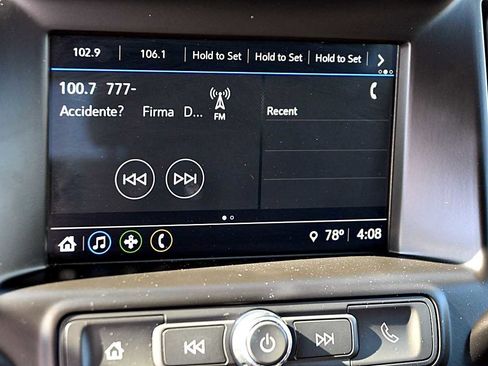 102.9 106.1 Hold to Set Hold to Set Hold to Set
100.7 777-
Accidente? Firma D...
FM
Recent
78° 4:08